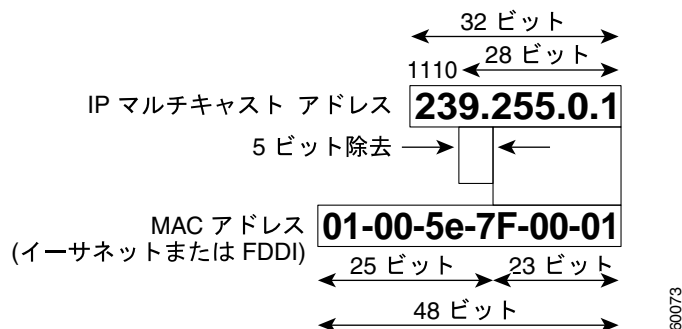 32 ビット
1110
28 ビット
IP マルチキャスト アドレス
239.255.0.1
5 ビット除去
MAC アドレス
(イーサネットまたは FDDI)
01-00-5e-7F-00-01
25 ビット
23 ビット
48 ビット
60073